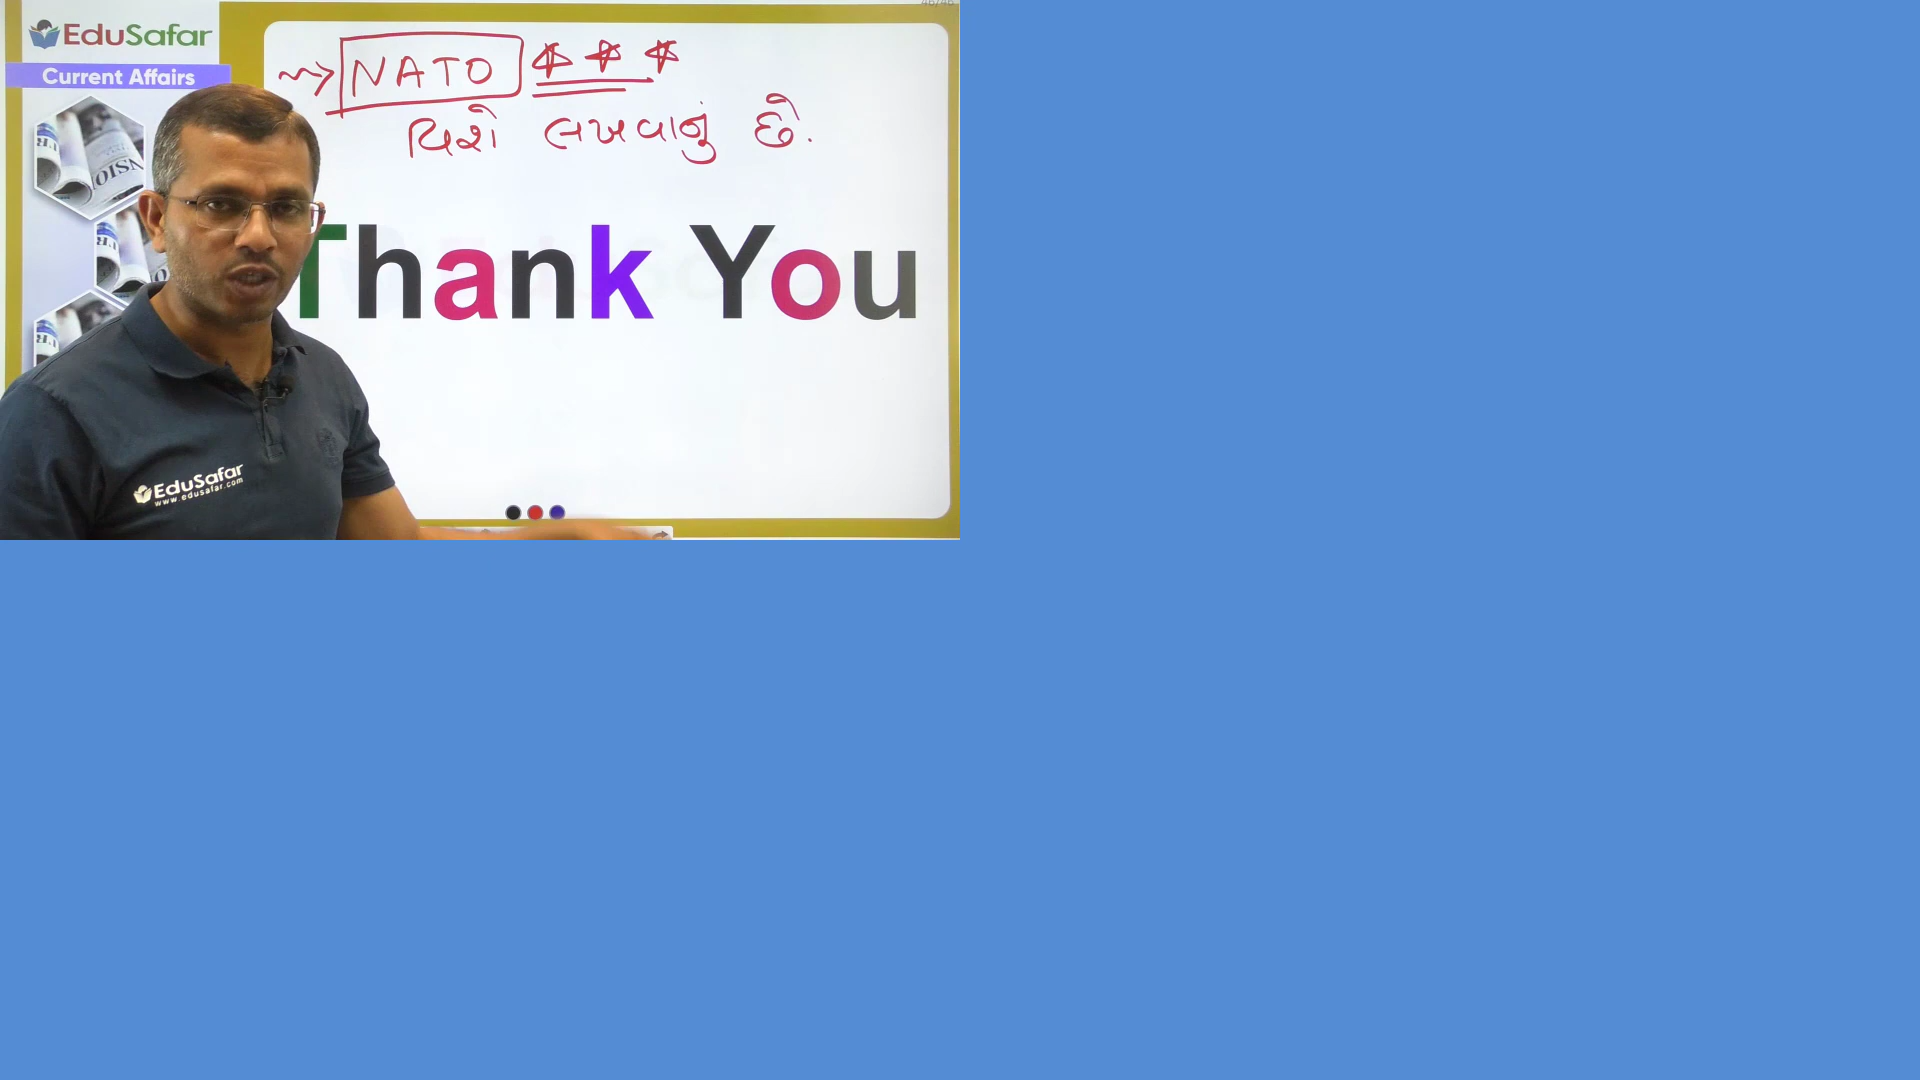 EduSafar
Current Affairs
NATO
વિશે લખવાનું છે.
Thank You
EduSafar
www.edusafar.com